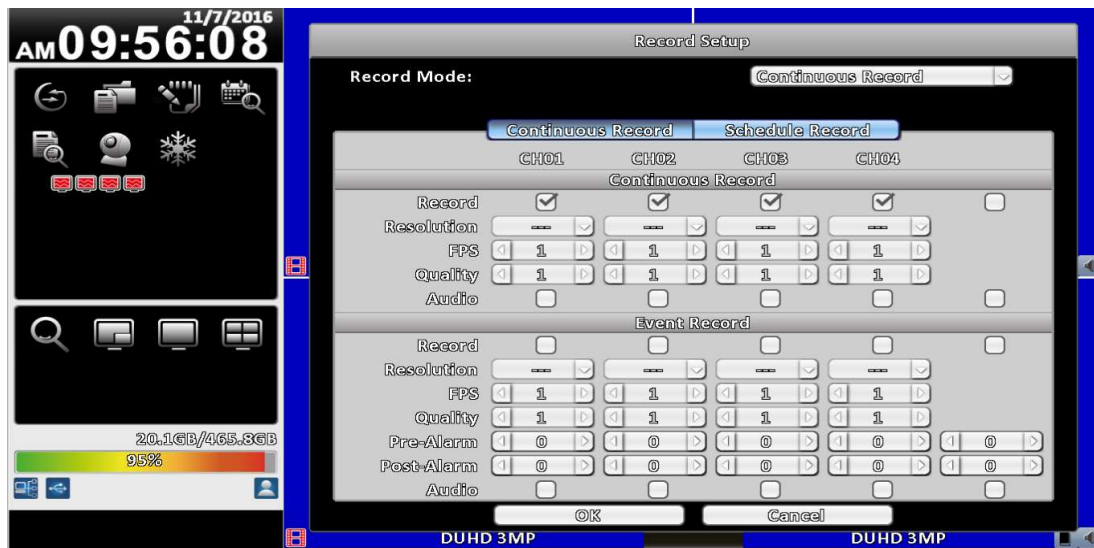 11/7/2016
AM 09:56:08
20.1GB/465.8GB
95%
Record Setup
Record Mode: Continuous Record
Continuous Record Schedule Record
CH01 CH02 CH03 CH04
Continuous Record
Record
Resolution --- --- --- ---
FPS 1 1 1 1
Quality 1 1 1 1
Audio
Event Record
Record
Resolution --- --- --- ---
FPS 1 1 1 1
Quality 1 1 1 1
Pre-Alarm 0 0 0 0 0
Post-Alarm 0 0 0 0 0
Audio
OK Cancel
DUHD 3MP DUHD 3MP